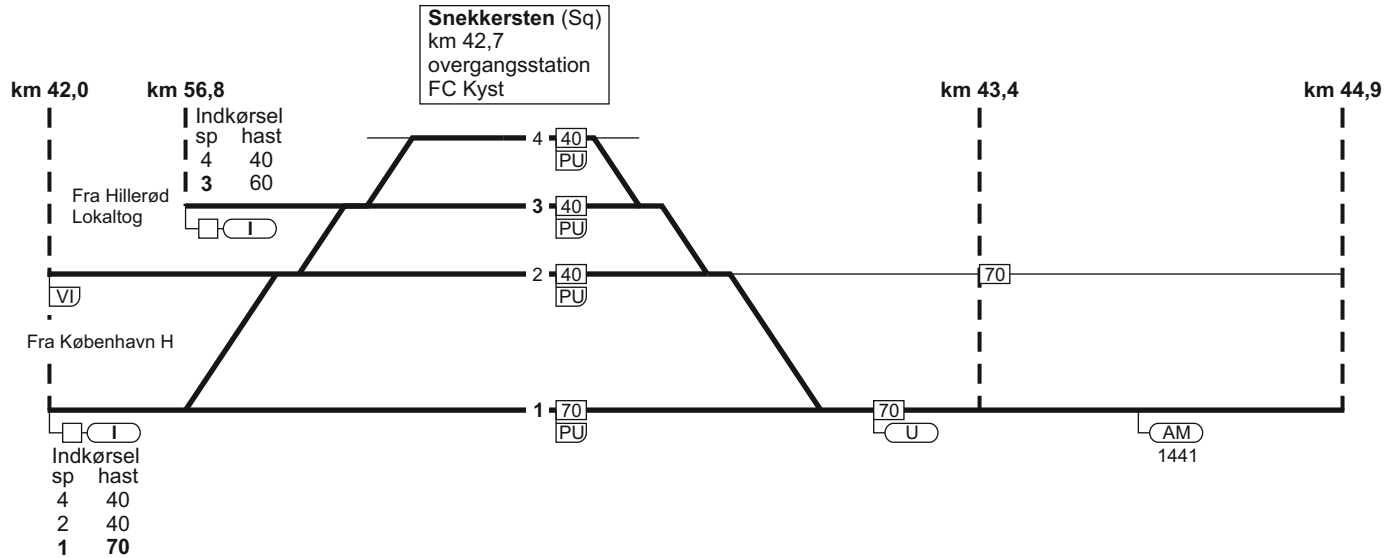 Snekkersten (Sq)
km 42,7
overgangsstation
FC Kyst
km 42,0
km 56,8
km 43,4
km 44,9
Indkørsel
sp hast
4 40
3 60
Fra Hillerød
Lokaltog
I
4 40
PU
3 40
PU
2 40
PU
70
VI
Fra København H
1 70
PU
70
U
AM
1441
I
Indkørsel
sp hast
4 40
2 40
1 70